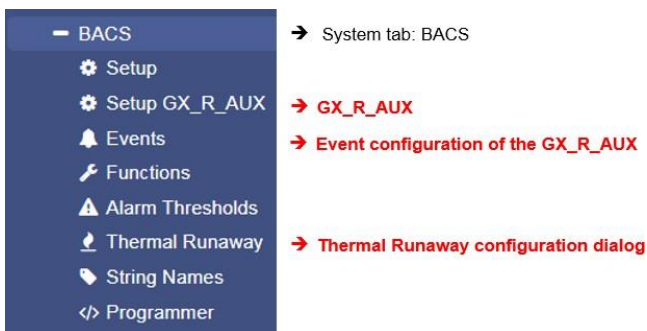 BACS → System tab: BACS
Setup
Setup GX_R_AUX → GX_R_AUX
Events → Event configuration of the GX_R_AUX
Functions
Alarm Thresholds
Thermal Runaway → Thermal Runaway configuration dialog
String Names
</> Programmer